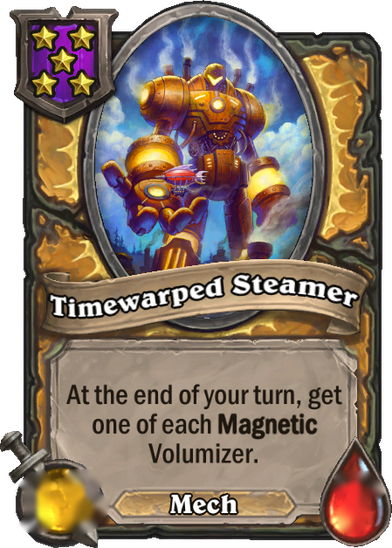 Timewarped Steamer
At the end of your turn, get
one of each Magnetic
Volumizer.
Mech